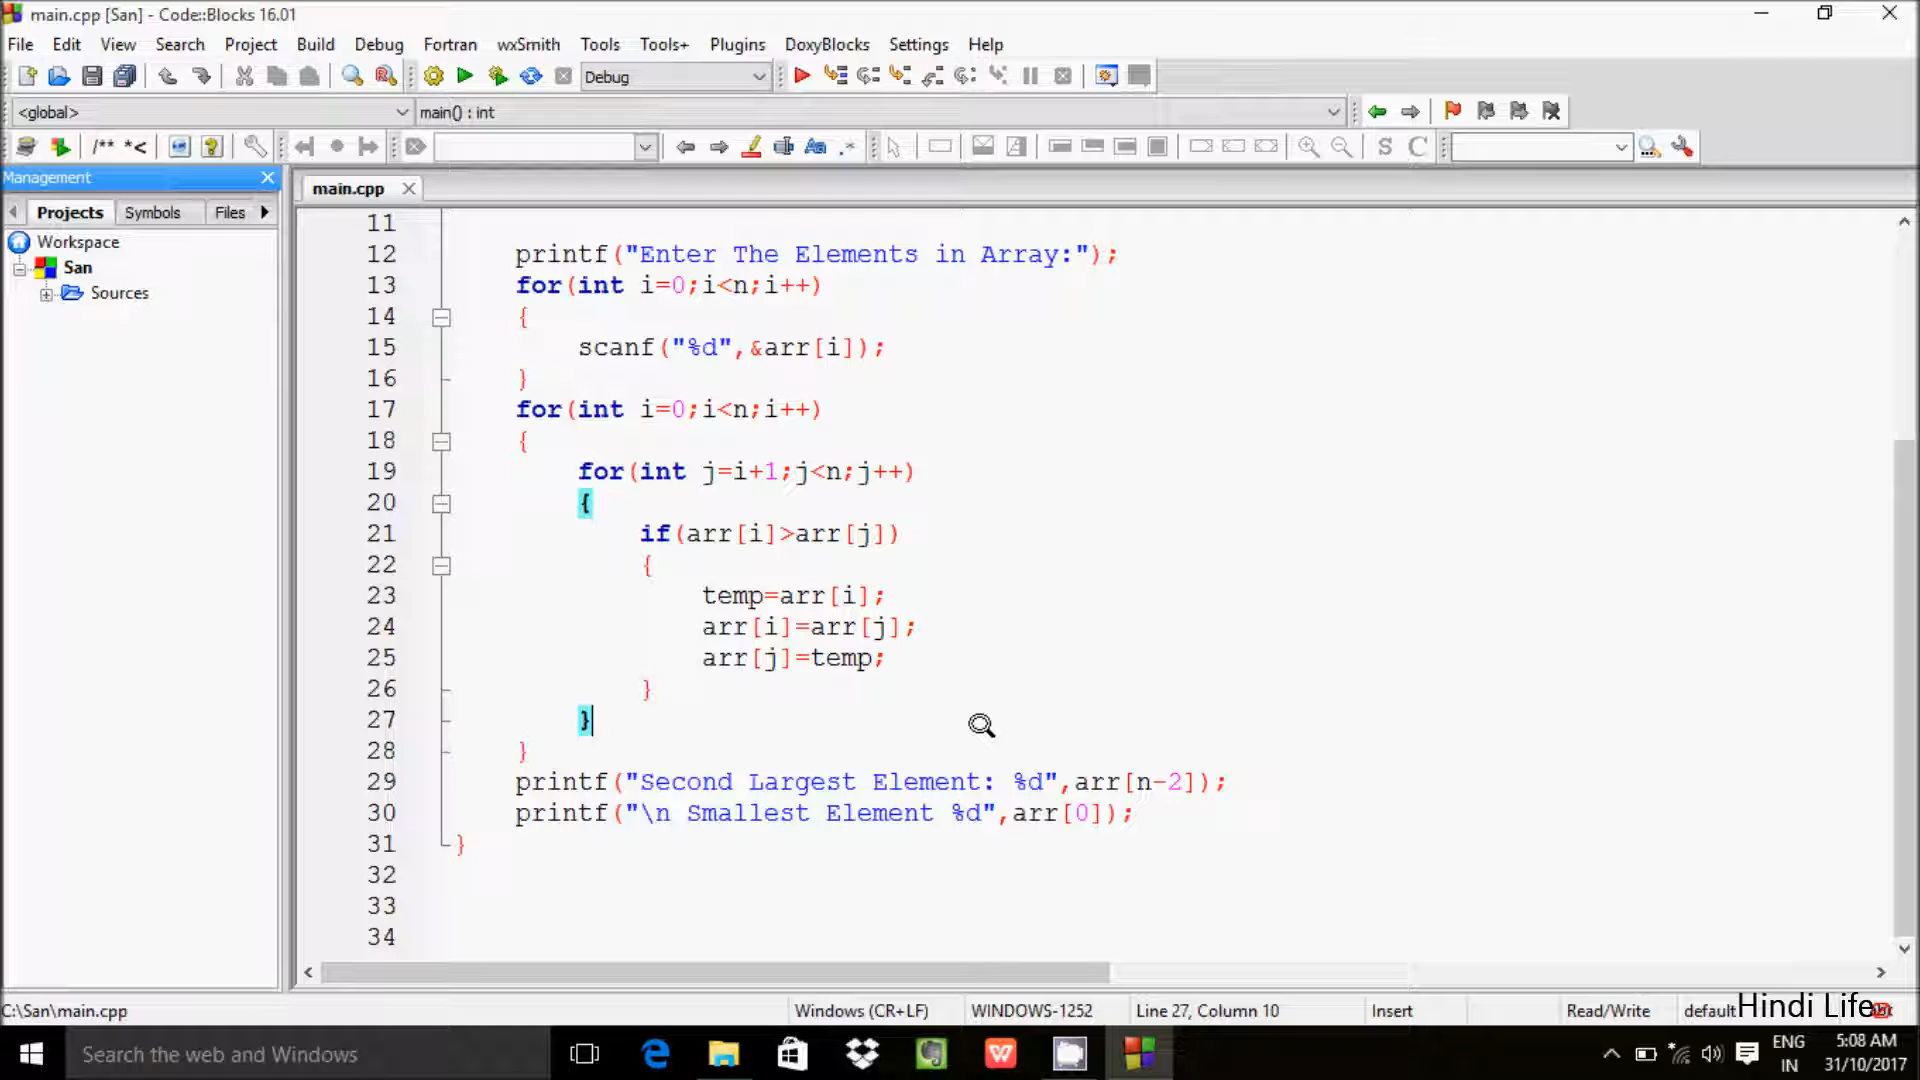 main.cpp [San] - Code::Blocks 16.01
File Edit View Search Project Build Debug Fortran wxSmith Tools Tools+ Plugins DoxyBlocks Settings Help
Debug
<global> main() : int
/** *<
Aa .*
S C
Management
main.cpp
Projects Symbols Files
Workspace
San
Sources
11
12 printf("Enter The Elements in Array:");
13 for(int i=0;i<n;i++)
14 {
15 scanf("%d",&arr[i]);
16 }
17 for(int i=0;i<n;i++)
18 {
19 for(int j=i+1;j<n;j++)
20 {
21 if(arr[i]>arr[j])
22 {
23 temp=arr[i];
24 arr[i]=arr[j];
25 arr[j]=temp;
26 }
27 }
28 }
29 printf("Second Largest Element: %d",arr[n-2]);
30 printf("\n Smallest Element %d",arr[0]);
31 }
32
33
34
C:\San\main.cpp Windows (CR+LF) WINDOWS-1252 Line 27, Column 10 Insert Read/Write default
Hindi Life
Search the web and Windows
ENG
IN
5:08 AM
31/10/2017